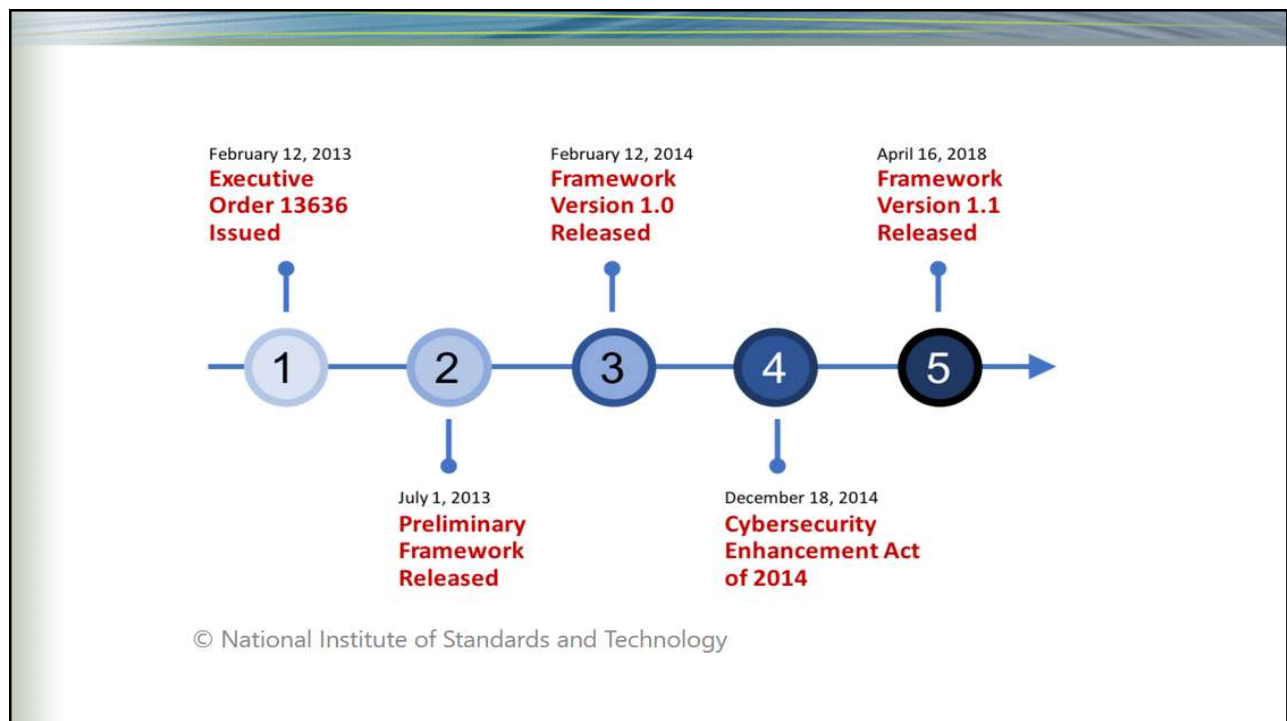 February 12, 2013
Executive
Order 13636
Issued
February 12, 2014
Framework
Version 1.0
Released
April 16, 2018
Framework
Version 1.1
Released
1
2
3
4
5
July 1, 2013
Preliminary
Framework
Released
December 18, 2014
Cybersecurity
Enhancement Act
of 2014
© National Institute of Standards and Technology